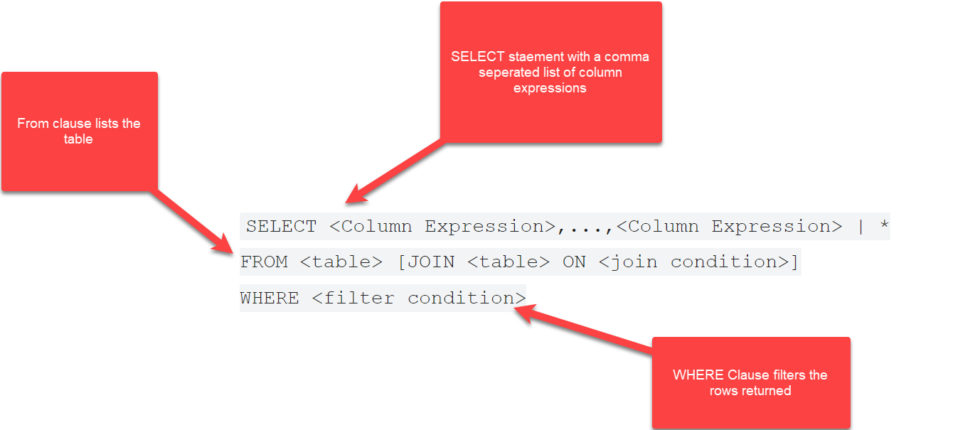 SELECT staement with a comma
seperated list of column
expressions
From clause lists the
table
SELECT <Column Expression>,...,<Column Expression> | *
FROM <table> [JOIN <table> ON <join condition>]
WHERE <filter condition>
WHERE Clause filters the
rows returned